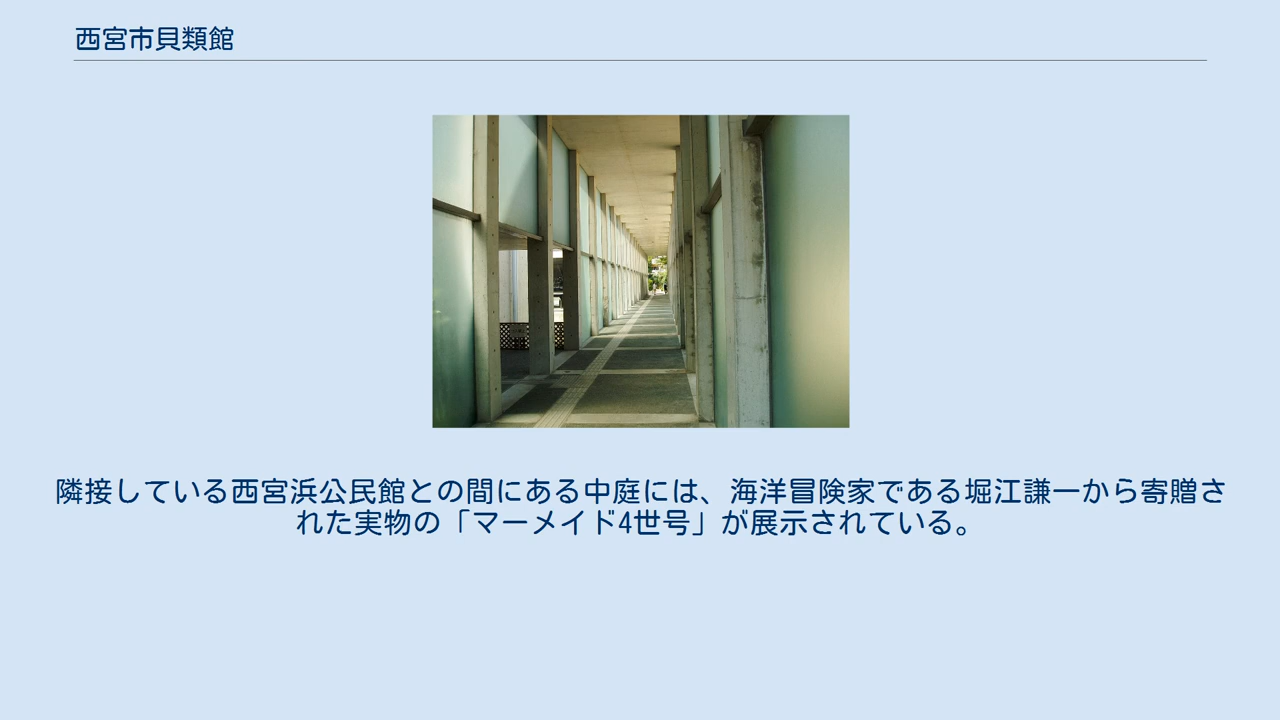 西宮市貝類館
隣接している西宮浜公民館との間にある中庭には、海洋冒険家である堀江謙一から寄贈さ
れた実物の「マーメイド4世号」が展示されている。